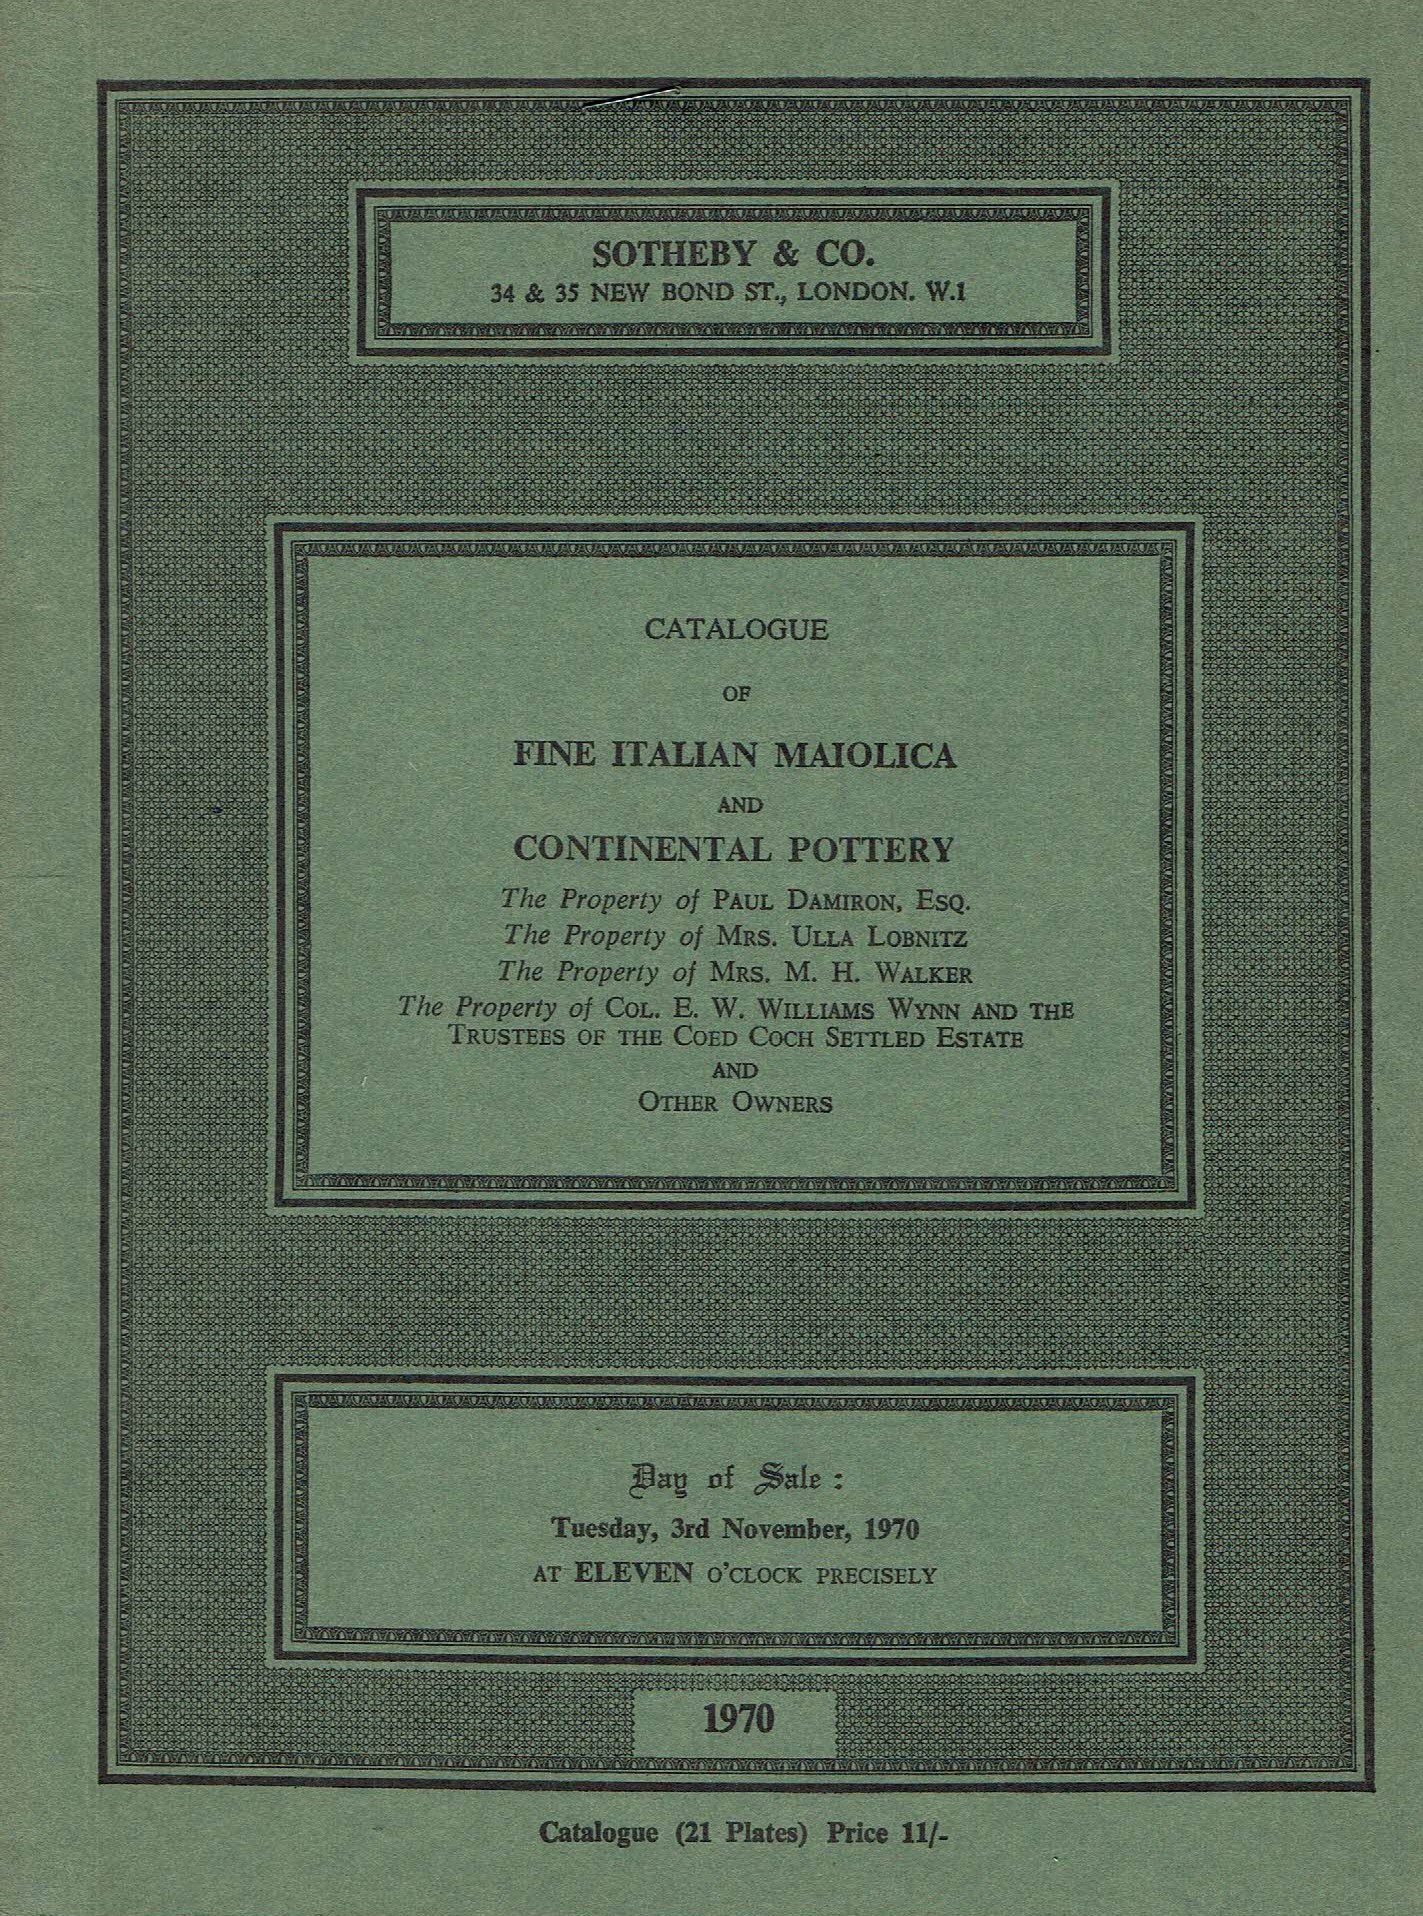 SOTHEBY & CO.
34 & 35 NEW BOND ST., LONDON. W.1
CATALOGUE
OF
FINE ITALIAN MAIOLICA
AND
CONTINENTAL POTTERY
The Property of PAUL DAMIRON, ESQ.
The Property of MRS. ULLA LOBNITZ
The Property of MRS. M. H. WALKER
The Property of COL. E. W. WILLIAMS WYNN AND THE
TRUSTEES OF THE COED COCH SETTLED ESTATE
AND
OTHER OWNERS
Day of Sale :
Tuesday, 3rd November, 1970
AT ELEVEN O'CLOCK PRECISELY
1970
Catalogue (21 Plates) Price 11/-